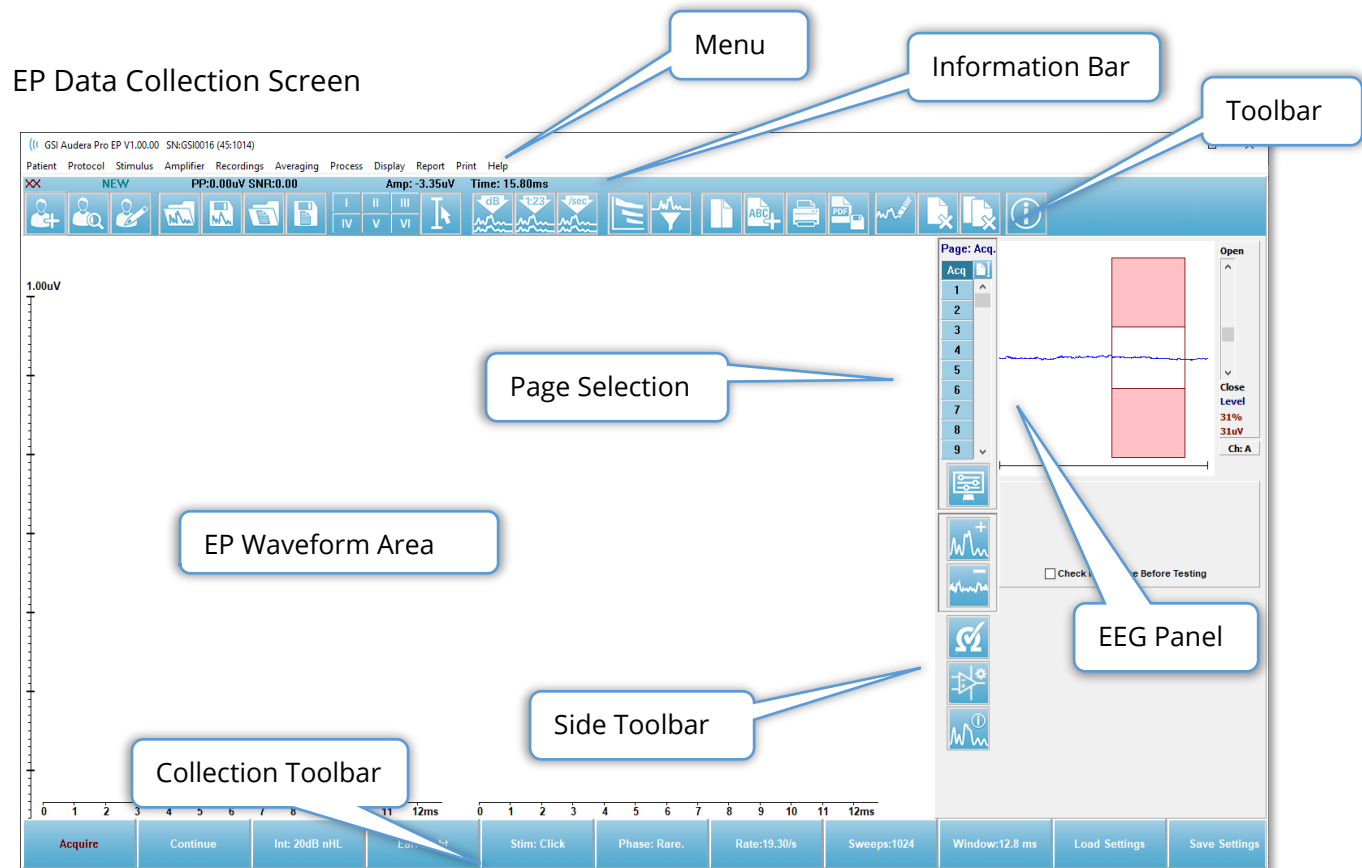 Menu
Information Bar
EP Data Collection Screen
Toolbar
GSI Audera Pro EP V1.00.00 SN:GSI0016 (45:1014)
Patient Protocol Stimulus Amplifier Recordings Averaging Process Display Report Print Help
XX NEW PP:0.00uV SNR:0.00 Amp: -3.35uV Time: 15.80ms
I II III dB 1:23 /sec
IV V VI ABC PDF
Page: Acq. Open
Acq
1.00uV
1
2
3
4
5
Page Selection
6 Close
7 Level
31%
8 31uV
9 Ch: A
EP Waveform Area
Check Before Testing
EEG Panel
Side Toolbar
Collection Toolbar
0 1 2 3 4 5 6 7 8 11 12ms 0 1 2 3 4 5 6 7 8 9 10 11 12ms
Acquire Continue Int: 20dB nHL Stim: Click Phase: Rare. Rate:19.30/s Sweeps:1024 Window:12.8 ms Load Settings Save Settings